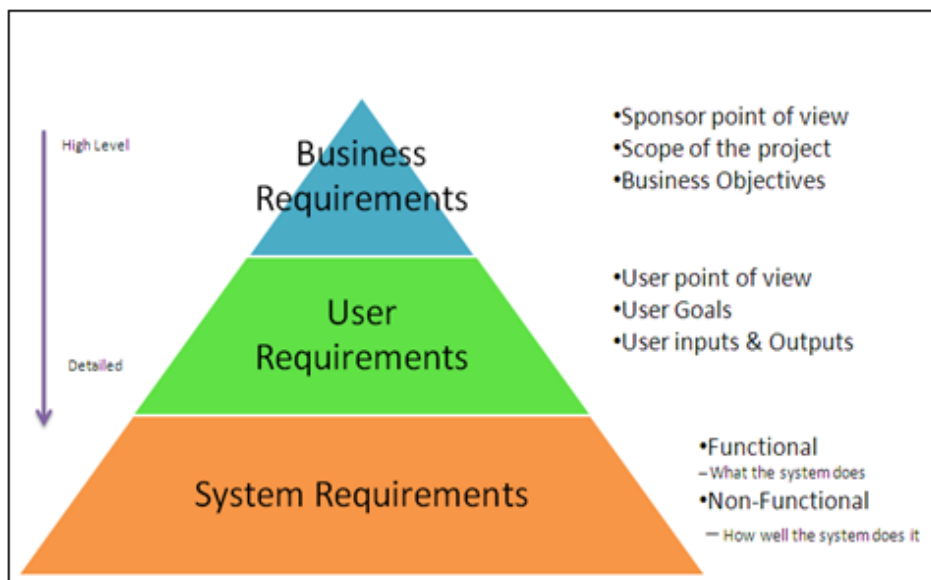 High Level
Detailed
Business
Requirements
•Sponsor point of view
•Scope of the project
•Business Objectives
User
Requirements
•User point of view
•User Goals
•User inputs & Outputs
System Requirements
•Functional
–What the system does
•Non-Functional
– How well the system does it